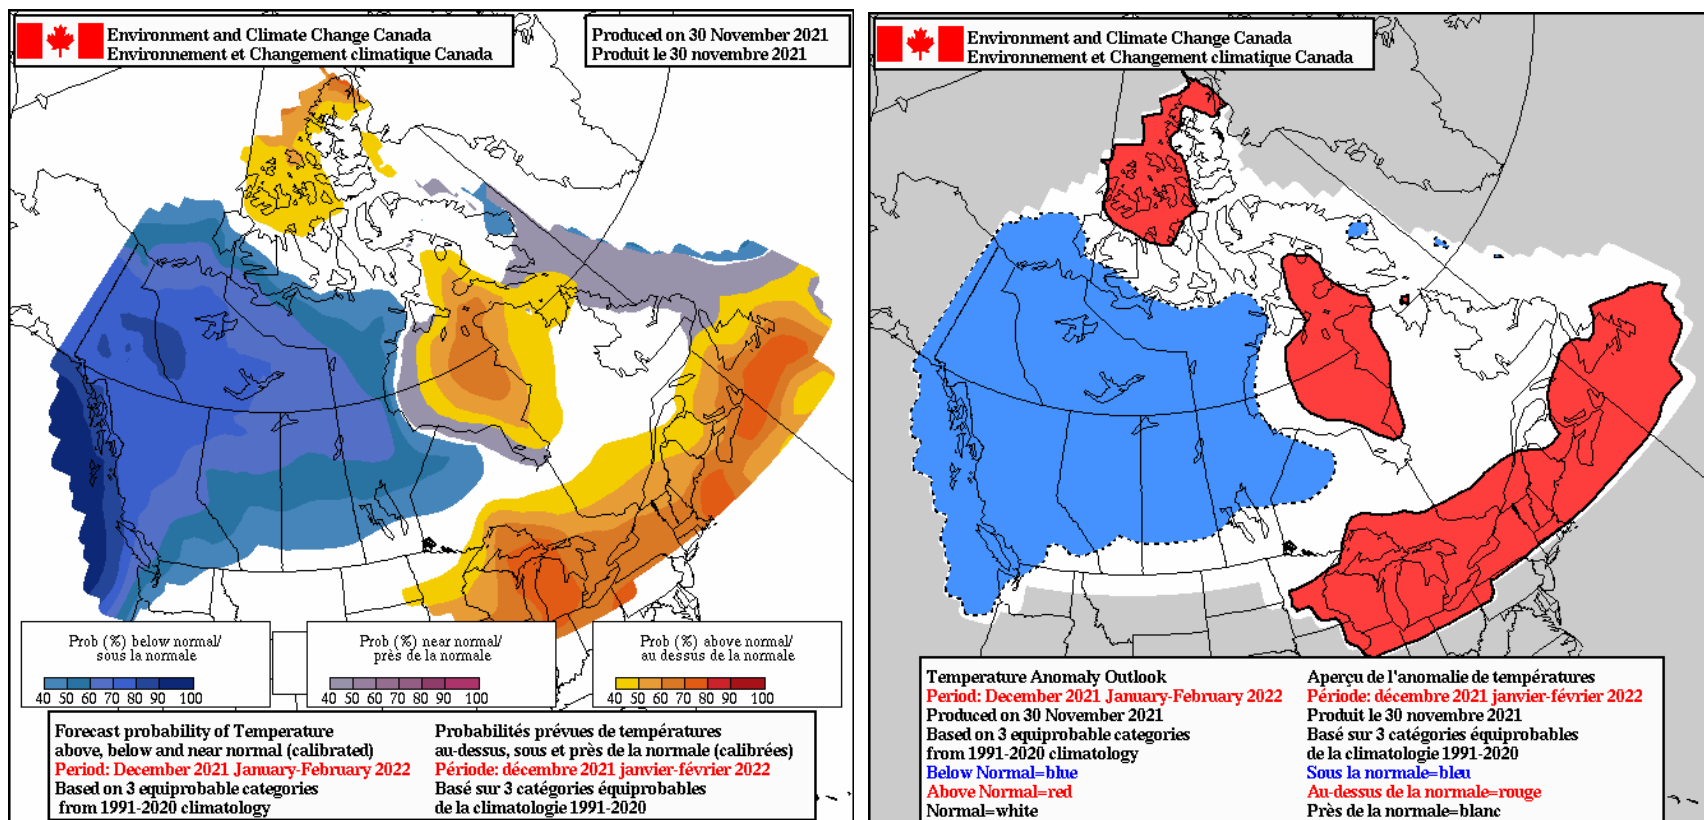 Environment and Climate Change Canada
Environnement et Changement climatique Canada
Produced on 30 November 2021
Produit le 30 novembre 2021
Prob (%) below normal/
sous la normale
40 50 60 70 80 90 100
Prob (%) near normal/
près de la normale
40 50 60 70 80 90 100
Prob (%) above normal/
au dessus de la normale
40 50 60 70 80 90 100
Forecast probability of Temperature
above, below and near normal (calibrated)
Period: December 2021 January-February 2022
Based on 3 equiprobable categories
from 1991-2020 climatology
Probabilités prévues de températures
au-dessus, sous et près de la normale (calibrées)
Période: décembre 2021 janvier-février 2022
Basé sur 3 catégories équiprobables
de la climatologie 1991-2020
Environment and Climate Change Canada
Environnement et Changement climatique Canada
Temperature Anomaly Outlook
Period: December 2021 January-February 2022
Produced on 30 November 2021
Based on 3 equiprobable categories
from 1991-2020 climatology
Below Normal=blue
Above Normal=red
Normal=white
Aperçu de l'anomalie de températures
Période: décembre 2021 janvier-février 2022
Produit le 30 novembre 2021
Basé sur 3 catégories équiprobables
de la climatologie 1991-2020
Sous la normale=bleu
Au-dessus de la normale=rouge
Près de la normale=blanc